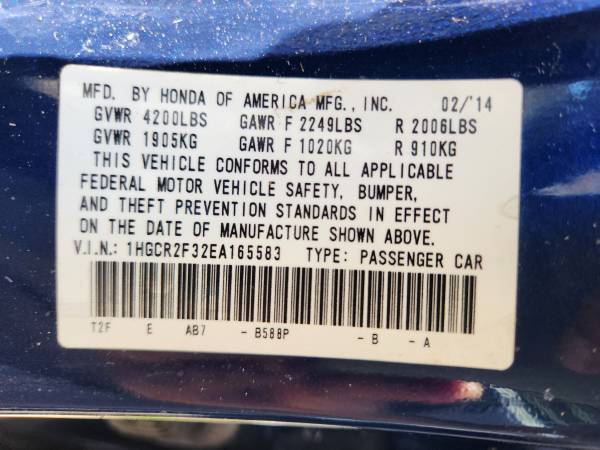 MFD. BY HONDA OF AMERICA MFG., INC. 02/'14
GVWR 4200LBS GAWR F 2249LBS R 2006LBS
GVWR 1905KG GAWR F 1020KG R 910KG
THIS VEHICLE CONFORMS TO ALL APPLICABLE
FEDERAL MOTOR VEHICLE SAFETY, BUMPER,
AND THEFT PREVENTION STANDARDS IN EFFECT
ON THE DATE OF MANUFACTURE SHOWN ABOVE.
V.I.N.: 1HGCR2F32EA165583 TYPE: PASSENGER CAR
T2F E AB7 - B588P - B - A